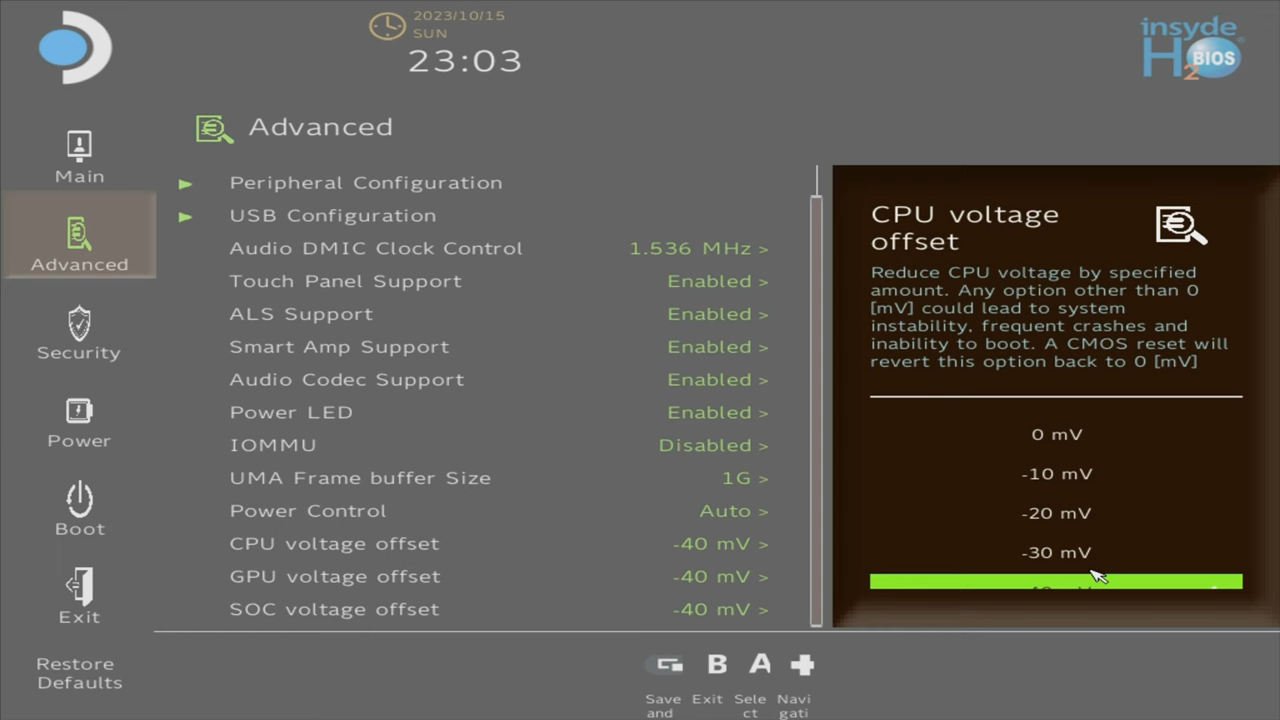 2023/10/15
SUN
23:03
insyde
H2O BIOS
Main
Advanced
Security
Power
Boot
Exit
Restore
Defaults
Advanced
Peripheral Configuration
USB Configuration
Audio DMIC Clock Control 1.536 MHz >
Touch Panel Support Enabled >
ALS Support Enabled >
Smart Amp Support Enabled >
Audio Codec Support Enabled >
Power LED Enabled >
IOMMU Disabled >
UMA Frame buffer Size 1G >
Power Control Auto >
CPU voltage offset -40 mV >
GPU voltage offset -40 mV >
SOC voltage offset -40 mV >
CPU voltage
offset
Reduce CPU voltage by specified
amount. Any option other than 0
[mV] could lead to system
instability, frequent crashes and
inability to boot. A CMOS reset will
revert this option back to 0 [mV]
0 mV
-10 mV
-20 mV
-30 mV
B A
Save Exit Sele Navi
and ct gati